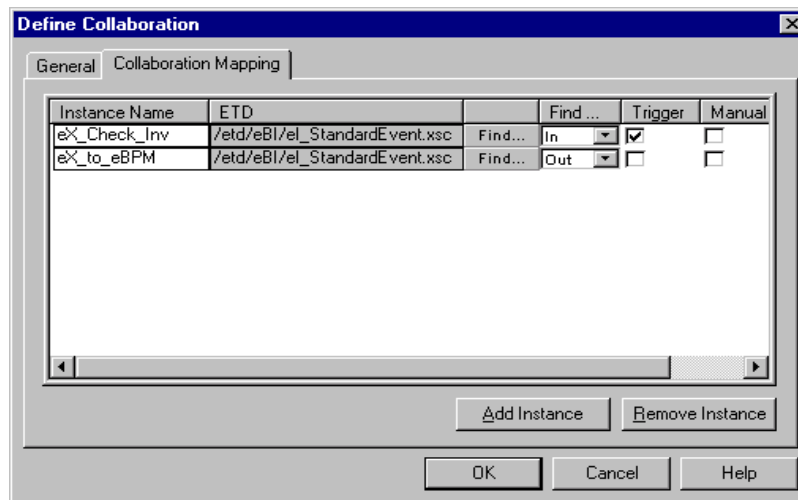 Define Collaboration
General Collaboration Mapping
Instance Name ETD Find ... Trigger Manual
eX_Check_Inv /etd/eBI/eI_StandardEvent.xsc Find... In
eX_to_eBPM /etd/eBI/eI_StandardEvent.xsc Find... Out
Add Instance Remove Instance
OK Cancel Help